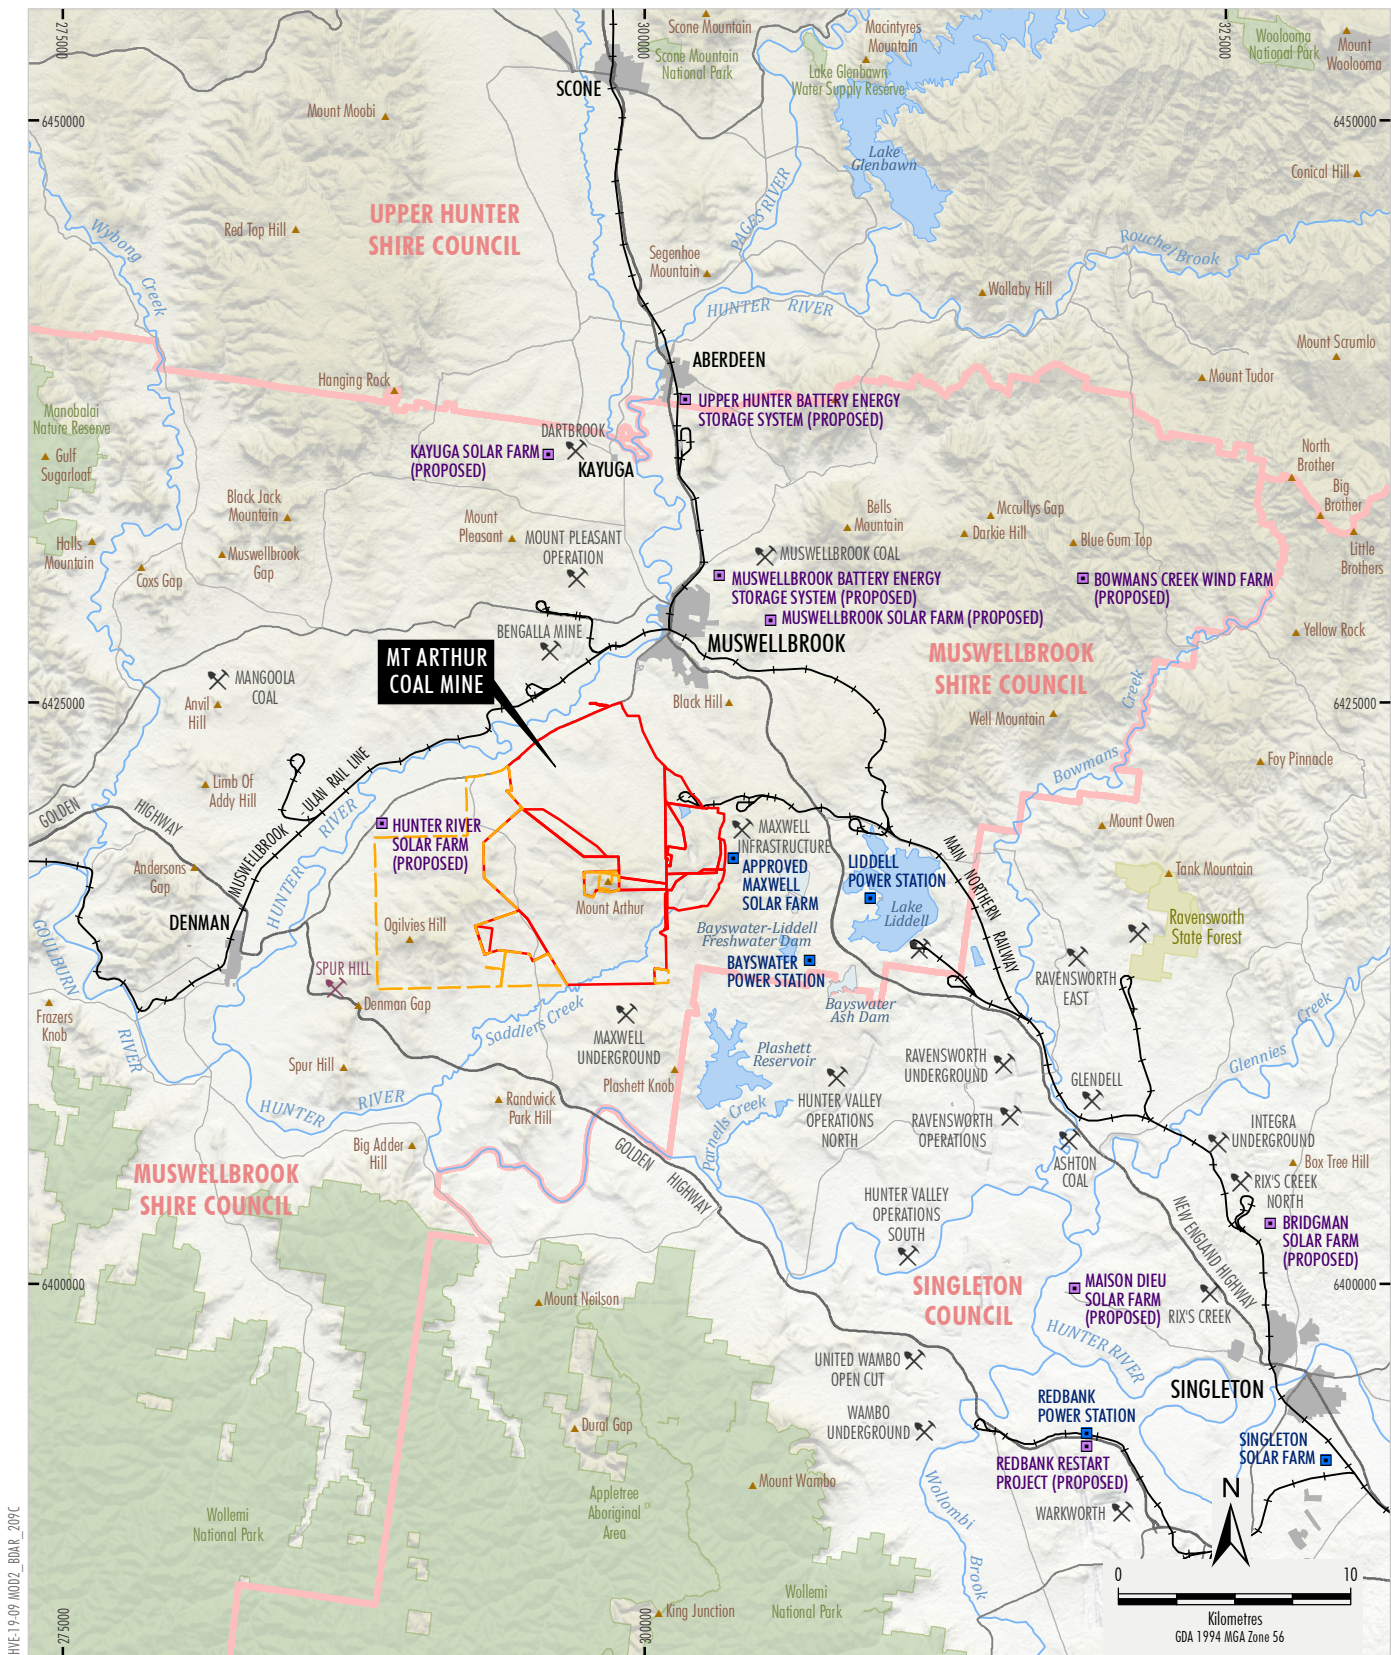 275000
300000
325000
Scone Mountain
Macintyres
Mountain
Woolooma
National Park
Mount
Woolooma
SCONE
Scone Mountain
National Park
Lake Glenbawn
Water Supply Reserve
Mount Moobi
6450000
6450000
Lake
Glenbawn
Conical Hill
PAGES RIVER
UPPER HUNTER
SHIRE COUNCIL
Red Top Hill
Wybong
Creek
Segenhoe
Mountain
Rouchel Brook
Wallaby Hill
HUNTER RIVER
Mount Scrumlo
ABERDEEN
Hanging Rock
Mount Tudor
UPPER HUNTER BATTERY ENERGY
STORAGE SYSTEM (PROPOSED)
Manobalai
Nature Reserve
DARTBROOK
KAYUGA SOLAR FARM
(PROPOSED)
KAYUGA
Gulf
Sugarloaf
North
Brother
Big
Brother
Black Jack
Mountain
Mount
Pleasant
Bells
Mountain
Mccullys Gap
Darkie Hill
Blue Gum Top
Little
Brothers
Halls
Mountain
Muswellbrook
Gap
Coxs Gap
MOUNT PLEASANT
OPERATION
MUSWELLBROOK COAL
MUSWELLBROOK BATTERY ENERGY
STORAGE SYSTEM (PROPOSED)
BOWMANS CREEK WIND FARM
(PROPOSED)
MUSWELLBROOK SOLAR FARM (PROPOSED)
BENGALLA MINE
MUSWELLBROOK
Yellow Rock
MUSWELLBROOK
SHIRE COUNCIL
MT ARTHUR
COAL MINE
MANGOOLA
COAL
Anvil
Hill
6425000
6425000
Black Hill
Well Mountain
Creek
Bowmans
Foy Pinnacle
Limb Of
Addy Hill
MUSWELLBROOK ULAN RAIL LINE
GOLDEN HIGHWAY
HUNTER RIVER
HUNTER RIVER
SOLAR FARM
(PROPOSED)
MAXWELL
INFRASTRUCTURE
Mount Owen
MAIN NORTHERN RAILWAY
APPROVED
MAXWELL
SOLAR FARM
LIDDELL
POWER STATION
Lake
Liddell
Tank Mountain
Andersons
Gap
Mount Arthur
DENMAN
Ogilvies Hill
Ravensworth
State Forest
Bayswater-Liddell
Freshwater Dam
BAYSWATER
POWER STATION
GOULBURN
RIVER
SPUR HILL
Denman Gap
RAVENSWORTH
EAST
Bayswater
Ash Dam
Frazers
Knob
Saddlers Creek
MAXWELL
UNDERGROUND
Plashett
Reservoir
RAVENSWORTH
UNDERGROUND
Glennies
Creek
Spur Hill
Plashett Knob
GLENDELL
Randwick
Park Hill
HUNTER RIVER
HUNTER VALLEY
OPERATIONS
NORTH
RAVENSWORTH
OPERATIONS
INTEGRA
UNDERGROUND
Big Adder
Hill
Parnells Creek
GOLDEN HIGHWAY
ASHTON
COAL
Box Tree Hill
MUSWELLBROOK
SHIRE COUNCIL
RIX'S CREEK
NORTH
HUNTER VALLEY
OPERATIONS
SOUTH
NEW ENGLAND HIGHWAY
BRIDGMAN
SOLAR FARM
(PROPOSED)
SINGLETON
COUNCIL
6400000
6400000
MAISON DIEU
SOLAR FARM
(PROPOSED)
RIX'S CREEK
Mount Neilson
HUNTER RIVER
UNITED WAMBO
OPEN CUT
SINGLETON
REDBANK
POWER STATION
WAMBO
UNDERGROUND
Dural Gap
SINGLETON
SOLAR FARM
REDBANK RESTART
PROJECT (PROPOSED)
Mount Wambo
Wollombi
Brook
Appletree
Aboriginal
Area
WARKWORTH
N
Wollemi
National Park
Wollemi
National Park
King Junction
0 10
Kilometres
GDA 1994 MGA Zone 56
275000
300000
HVE-19-09 MOD2_BDAR_209C